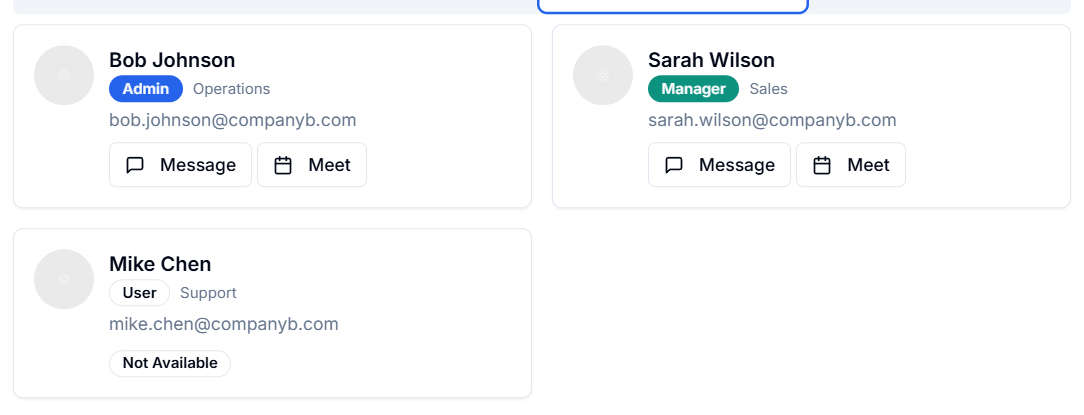 Bob Johnson
Admin Operations
bob.johnson@companyb.com
Message Meet
Sarah Wilson
Manager Sales
sarah.wilson@companyb.com
Message Meet
Mike Chen
User Support
mike.chen@companyb.com
Not Available